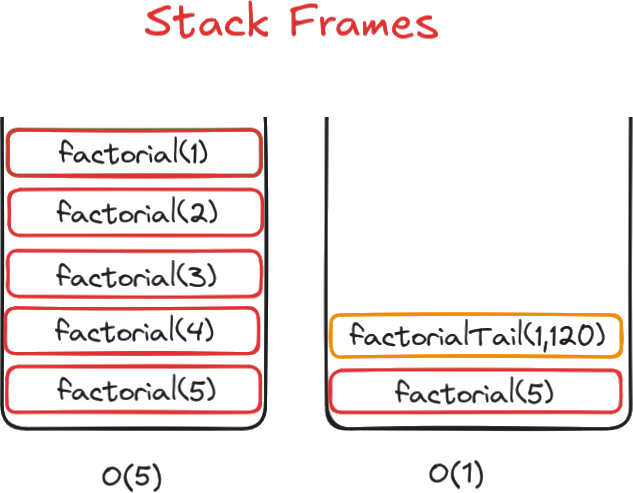 Stack Frames
factorial(1)
factorial(2)
factorial(3)
factorial(4)
factorial(5)
O(5)
factorialTail(1,120)
factorial(5)
O(1)